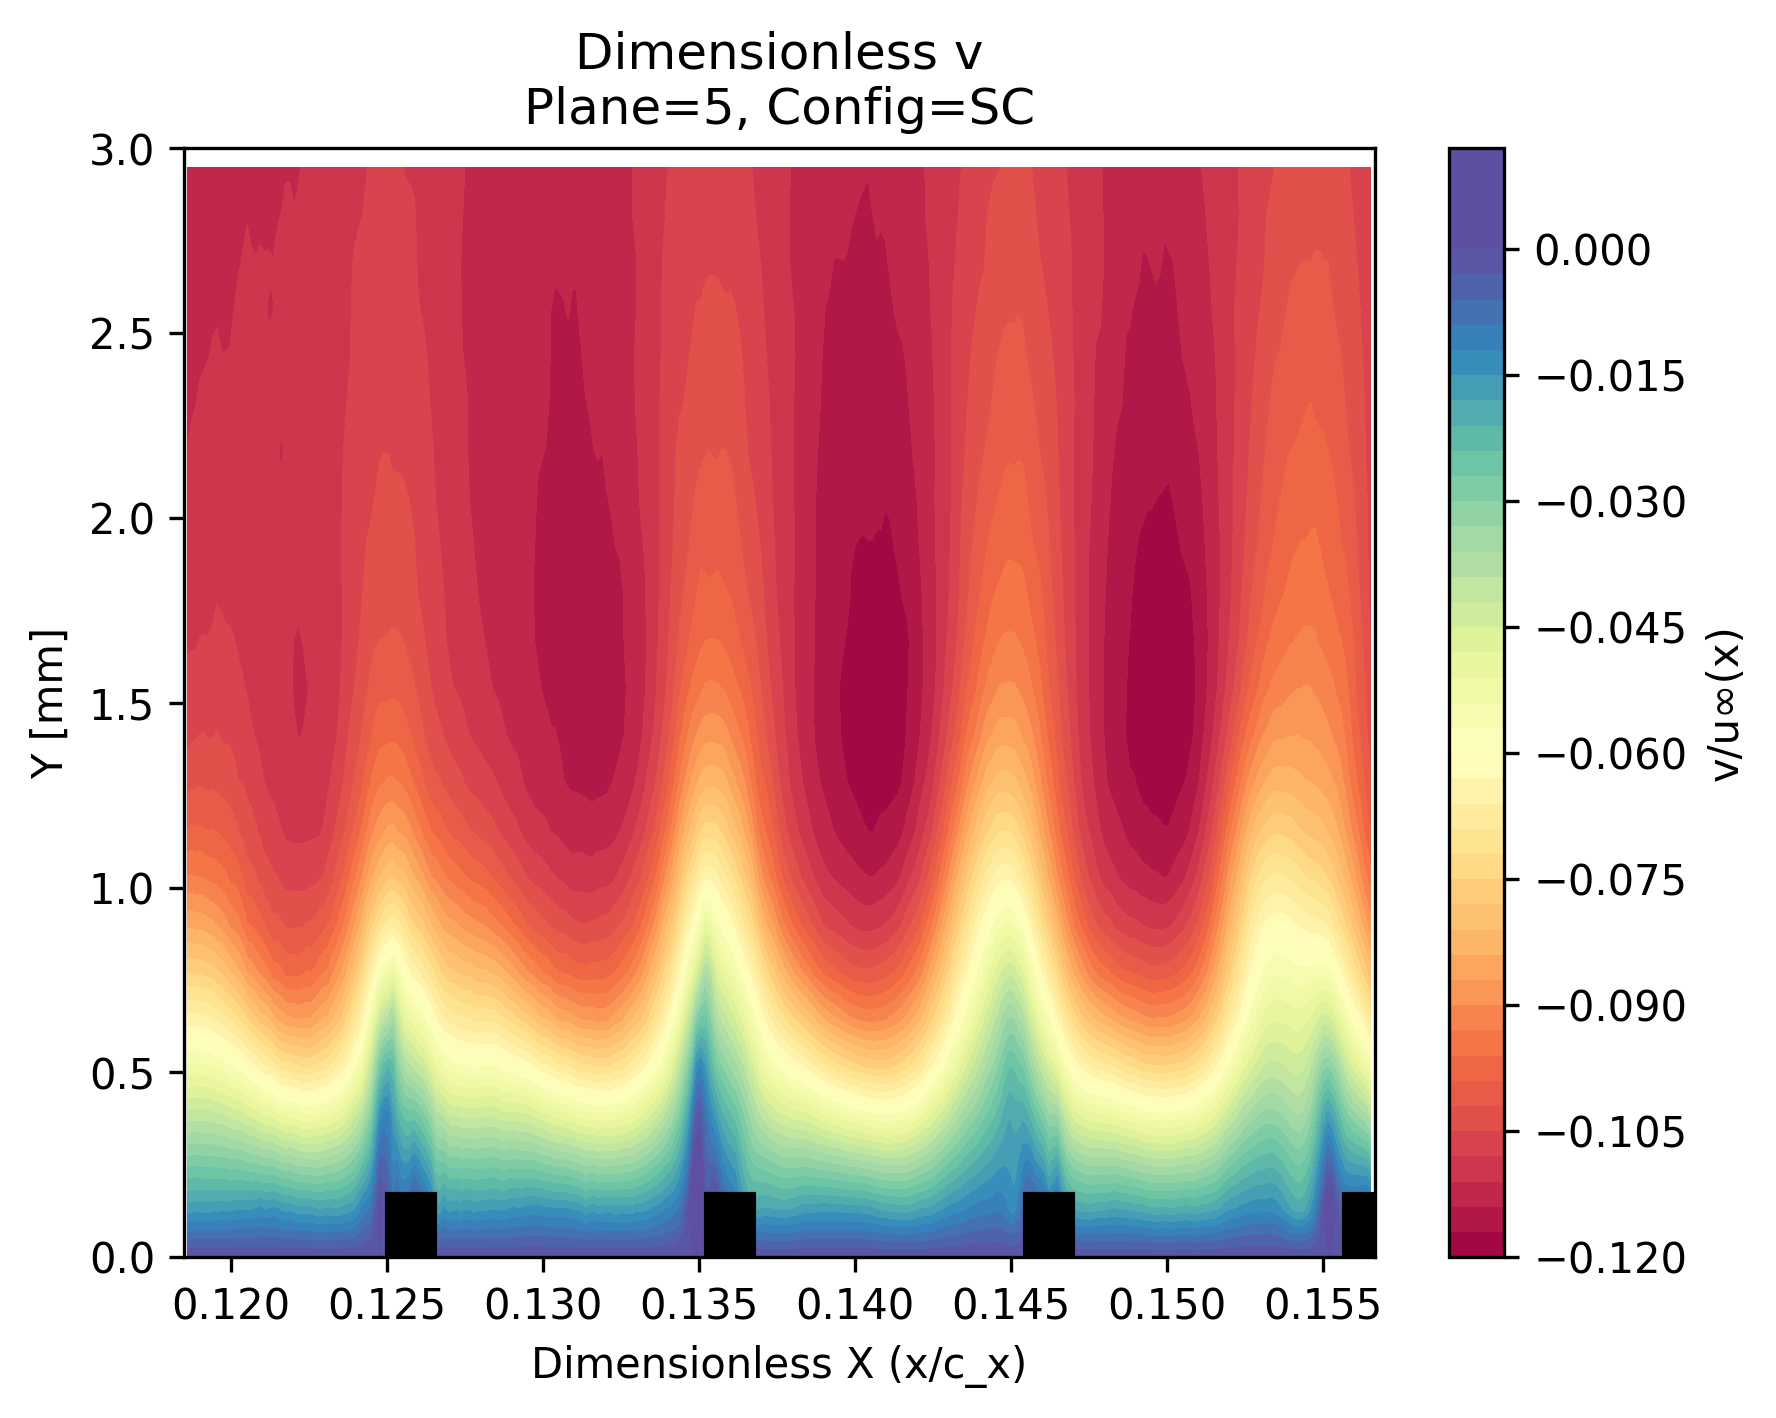 Dimensionless v
Plane=5, Config=SC
3.0
2.5
2.0
1.5
1.0
0.5
0.0
Y [mm]
0.120 0.125 0.130 0.135 0.140 0.145 0.150 0.155
Dimensionless X (x/c_x)
0.000
−0.015
−0.030
−0.045
−0.060
−0.075
−0.090
−0.105
−0.120
v/u∞(x)